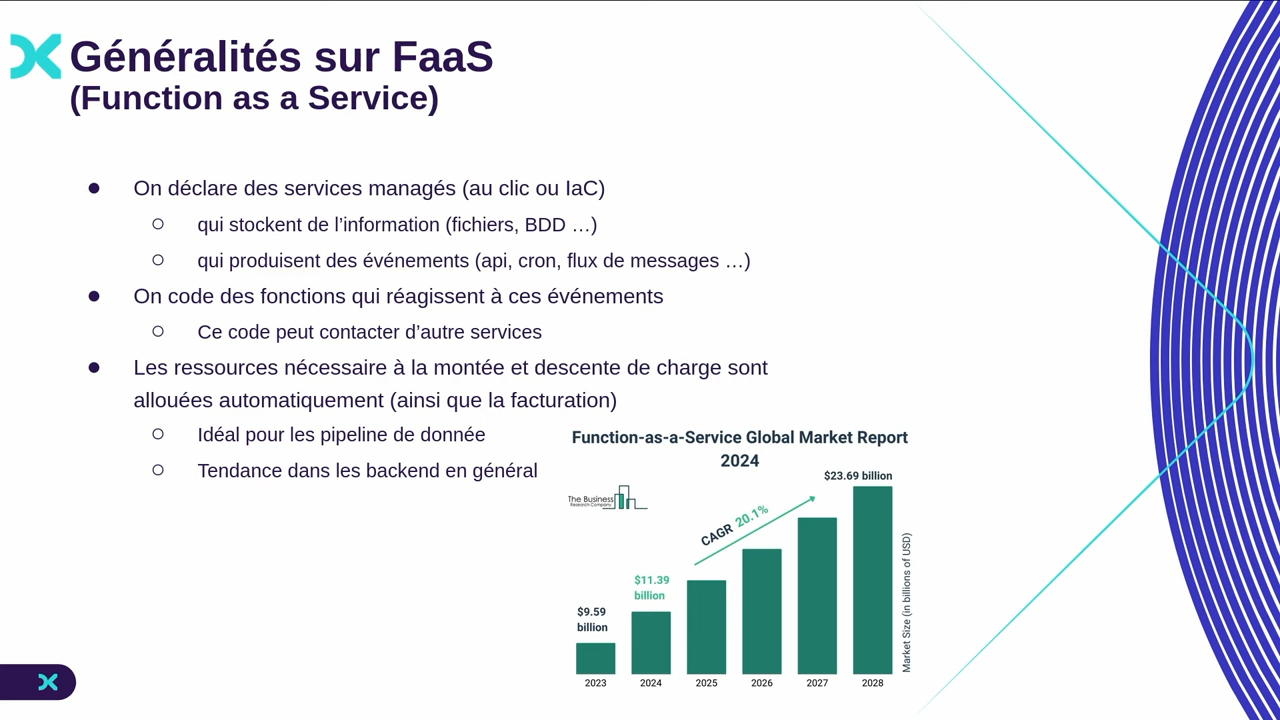 Généralités sur FaaS
(Function as a Service)
On déclare des services managés (au clic ou IaC)
qui stockent de l’information (fichiers, BDD …)
qui produisent des événements (api, cron, flux de messages …)
On code des fonctions qui réagissent à ces événements
Ce code peut contacter d’autre services
Les ressources nécessaire à la montée et descente de charge sont
allouées automatiquement (ainsi que la facturation)
Idéal pour les pipeline de donnée
Tendance dans les backend en général
Function-as-a-Service Global Market Report
2024
The Business
Research Company
$23.69 billion
CAGR 20.1%
$11.39
billion
$9.59
billion
Market Size (in billions of USD)
2023 2024 2025 2026 2027 2028